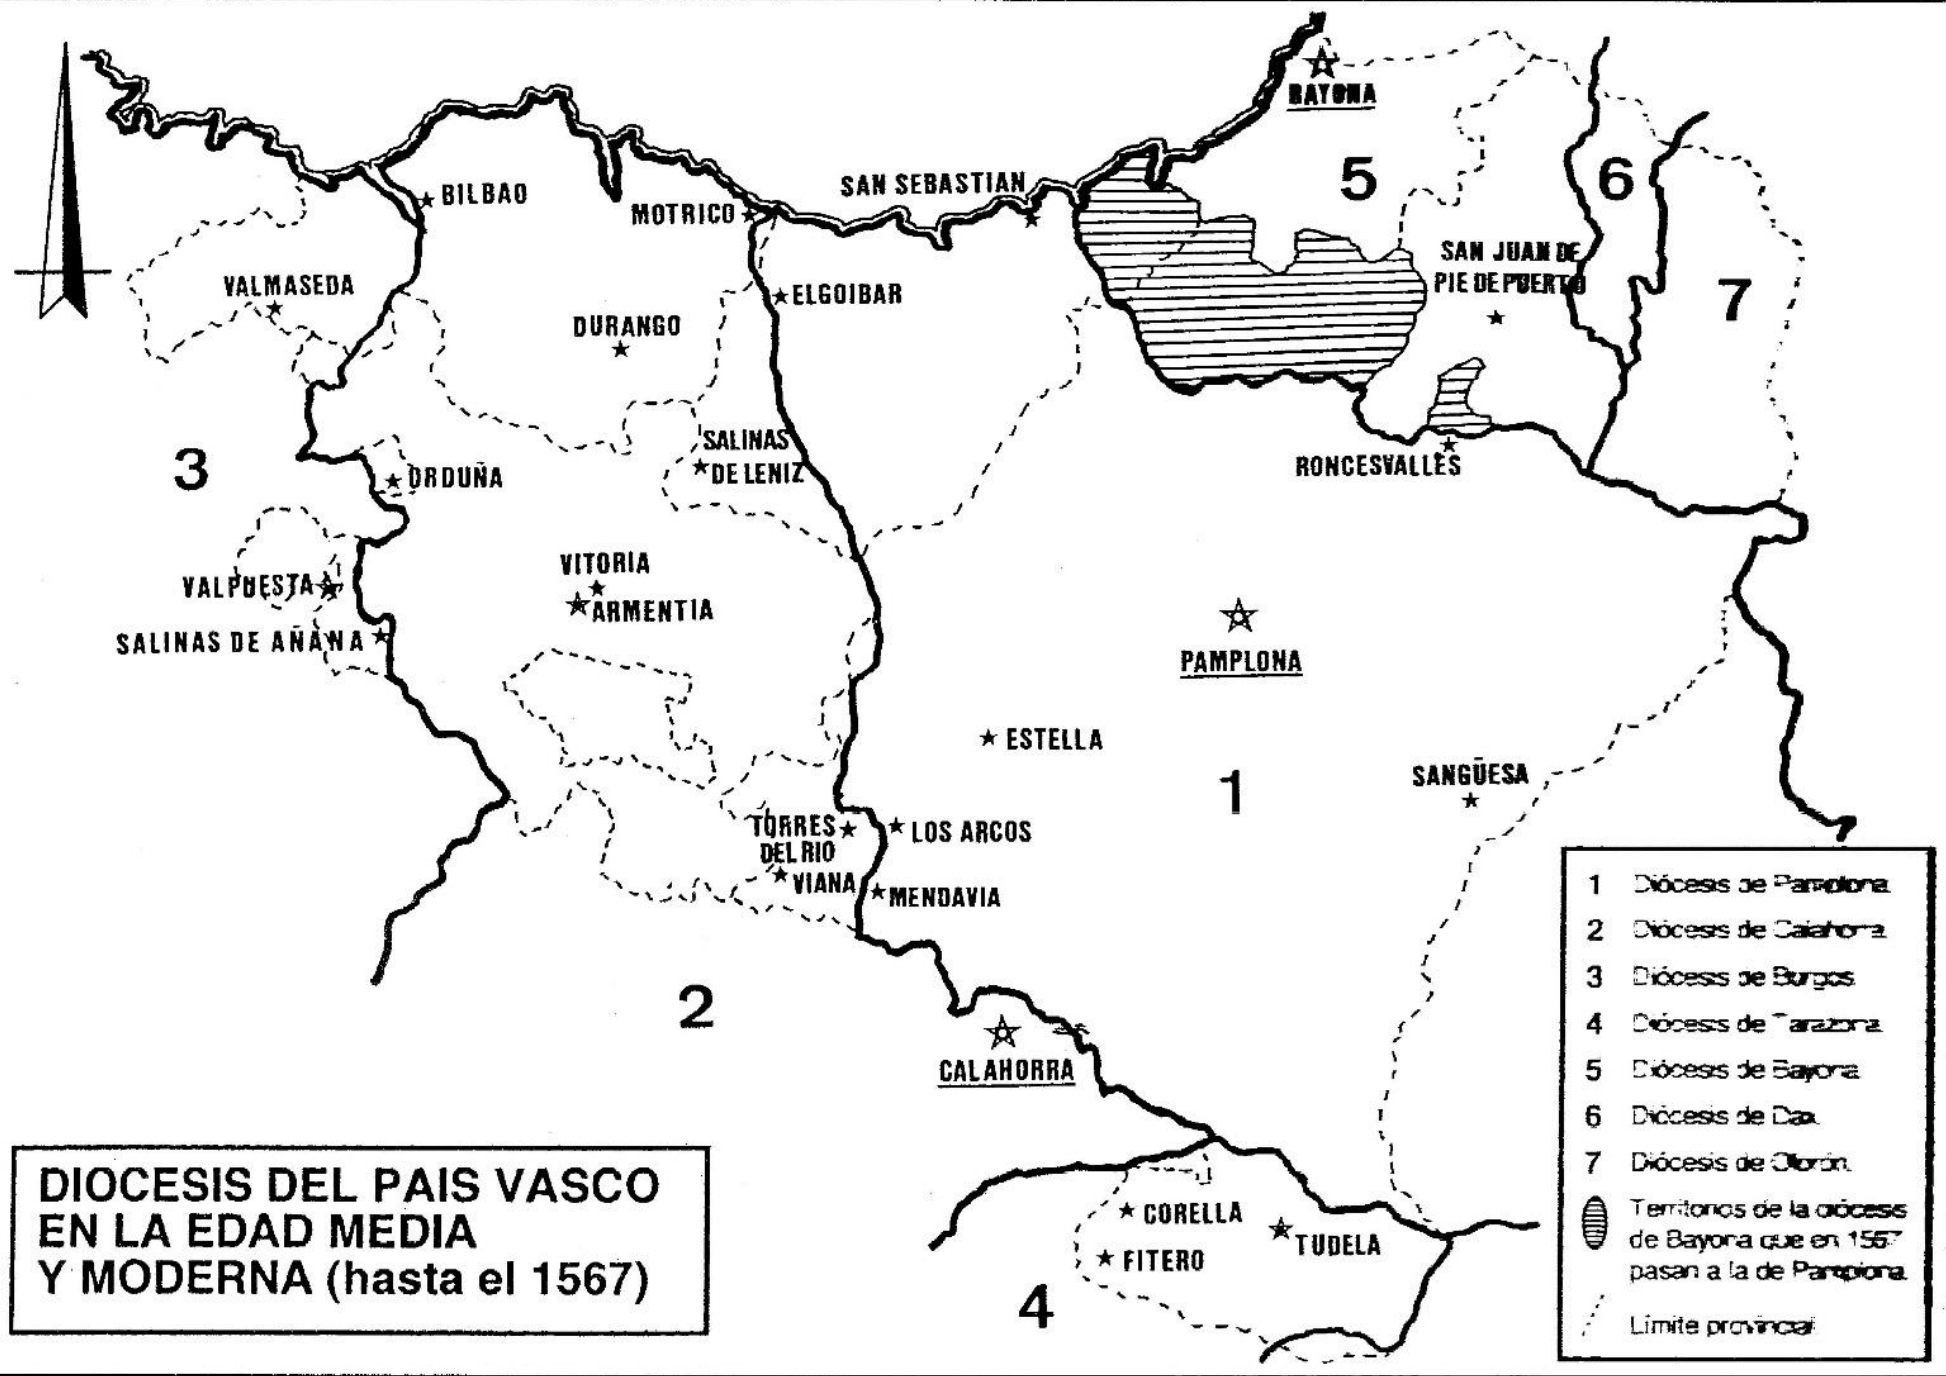 BAYONA
5
6
BILBAO
SAN SEBASTIAN
MOTRICO
SAN JUAN DE
PIE DE PUERTO
7
VALMASEDA
ELGOIBAR
DURANGO
SALINAS
DE LENIZ
3
ORDUÑA
RONCESVALLES
VITORIA
VALPUESTA
ARMENTIA
SALINAS DE AÑANA
PAMPLONA
ESTELLA
1
SANGÜESA
TORRES
DEL RIO
LOS ARCOS
VIANA
MENDAVIA
2
CALAHORRA
CORELLA
TUDELA
FITERO
4
DIOCESIS DEL PAIS VASCO
EN LA EDAD MEDIA
Y MODERNA (hasta el 1567)
1 Diócesis de Pamplona
2 Diócesis de Calahorra
3 Diócesis de Burgos
4 Diócesis de Tarazona
5 Diócesis de Bayona
6 Diócesis de Dax
7 Diócesis de Olorón
Territorios de la diócesis
de Bayona que en 1567
pasan a la de Pamplona
Límite provincial